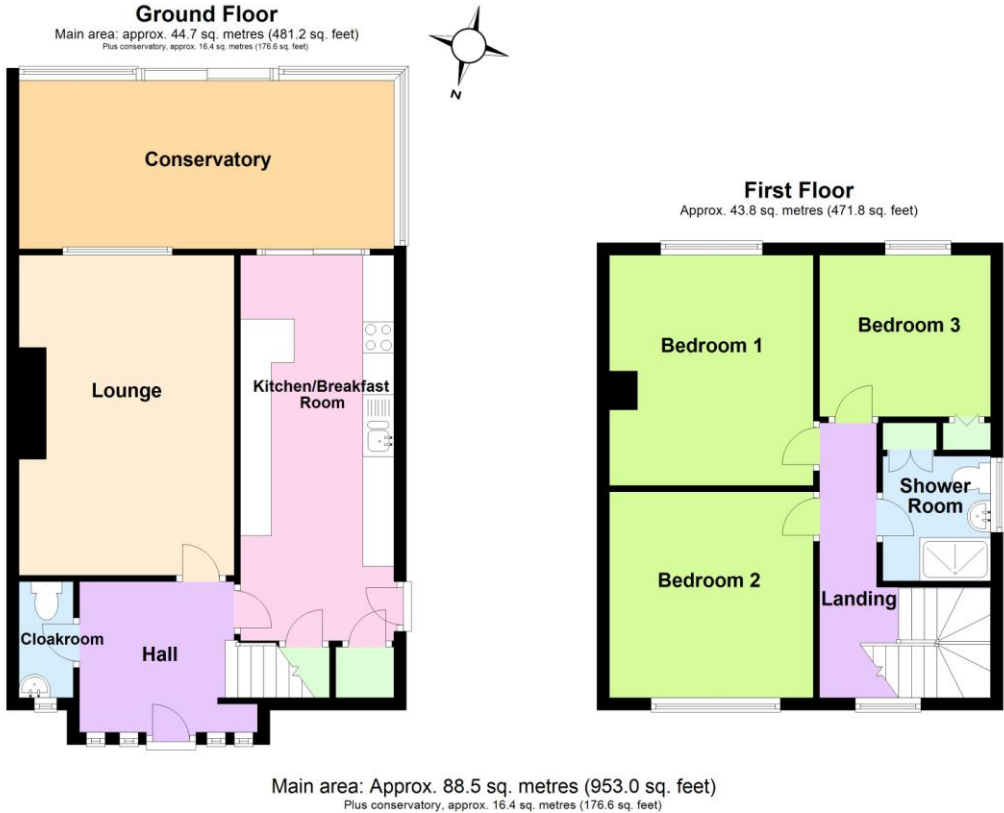 Ground Floor
Main area: approx. 44.7 sq. metres (481.2 sq. feet)
Plus conservatory, approx. 16.4 sq. metres (176.6 sq. feet)
N
Conservatory
Lounge
Kitchen/Breakfast
Room
Cloakroom
Hall
First Floor
Approx. 43.8 sq. metres (471.8 sq. feet)
Bedroom 1
Bedroom 3
Shower
Room
Bedroom 2
Landing
Main area: Approx. 88.5 sq. metres (953.0 sq. feet)
Plus conservatory, approx. 16.4 sq. metres (176.6 sq. feet)